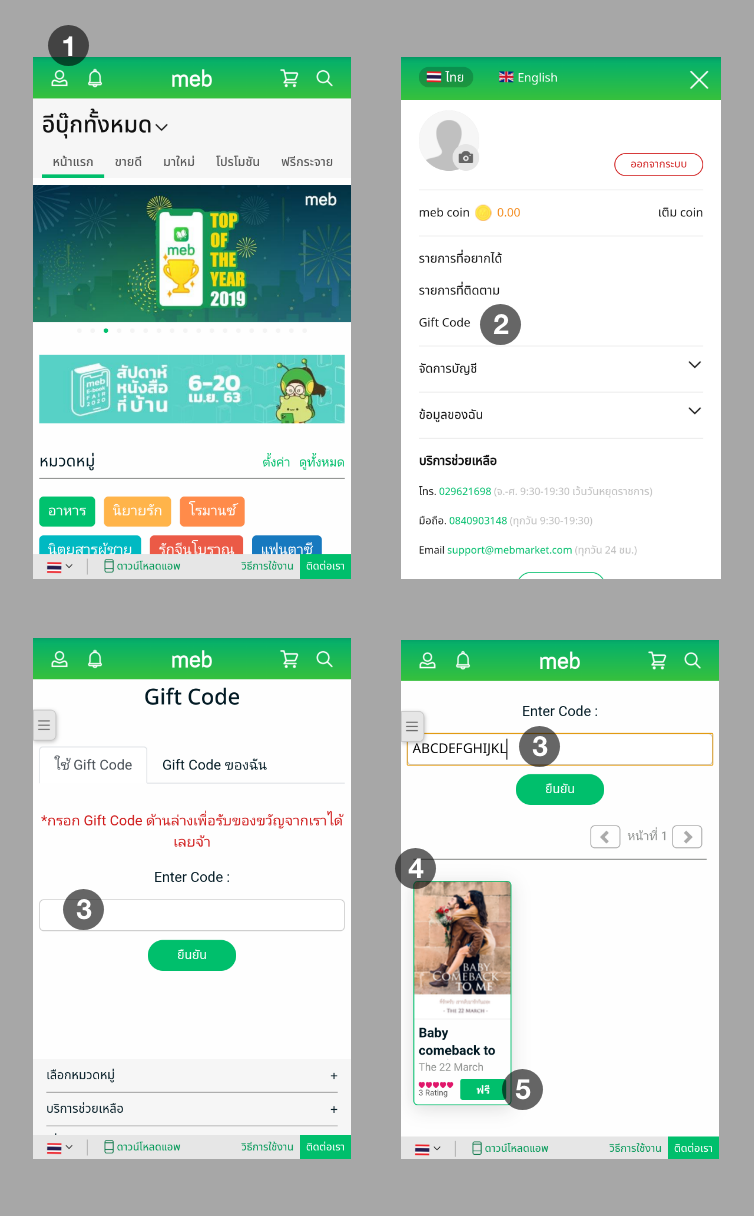 1
meb
อีบุ๊กทั้งหมด
หน้าแรก ขายดี มาใหม่ โปรโมชัน ฟรีกระจาย
meb
meb
TOP
OF
THE
YEAR
2019
meb
E-book
FAIR
2020
สัปดาห์
หนังสือ
ที่บ้าน
6-20
เม.ย. 63
หมวดหมู่ ตั้งค่า ดูทั้งหมด
อาหาร นิยายรัก โรมานซ์
นิตยสารผู้ชาย รักจีนโบราณ แฟนตาซี
ดาวน์โหลดแอพ วิธีการใช้งาน ติดต่อเรา
ไทย English
ออกจากระบบ
meb coin 0.00 เติม coin
รายการที่อยากได้
รายการที่ติดตาม
Gift Code 2
จัดการบัญชี
ข้อมูลของฉัน
บริการช่วยเหลือ
โทร. 029621698 (จ.-ศ. 9:30-19:30 เว้นวันหยุดราชการ)
มือถือ. 0840903148 (ทุกวัน 9:30-19:30)
Email support@mebmarket.com (ทุกวัน 24 ชม.)
meb
Gift Code
ใช้ Gift Code Gift Code ของฉัน
*กรอก Gift Code ด้านล่างเพื่อรับของขวัญจากเราได้
เลยจ้า
Enter Code :
3
ยืนยัน
เลือกหมวดหมู่ +
บริการช่วยเหลือ +
ดาวน์โหลดแอพ วิธีการใช้งาน ติดต่อเรา
meb
Enter Code :
ABCDEFGHIJKL 3
ยืนยัน
หน้าที่ 1
4
BABY
COMEBACK
TO ME
- THE 22 MARCH -
Baby
comeback to
The 22 March
3 Rating ฟรี 5
ดาวน์โหลดแอพ วิธีการใช้งาน ติดต่อเรา